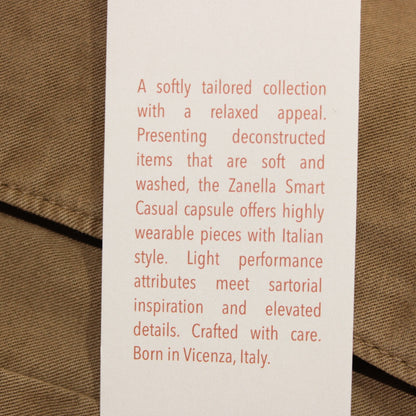 A softly tailored collection
with a relaxed appeal.
Presenting deconstructed
items that are soft and
washed, the Zanella Smart
Casual capsule offers highly
wearable pieces with Italian
style. Light performance
attributes meet sartorial
inspiration and elevated
details. Crafted with care.
Born in Vicenza, Italy.